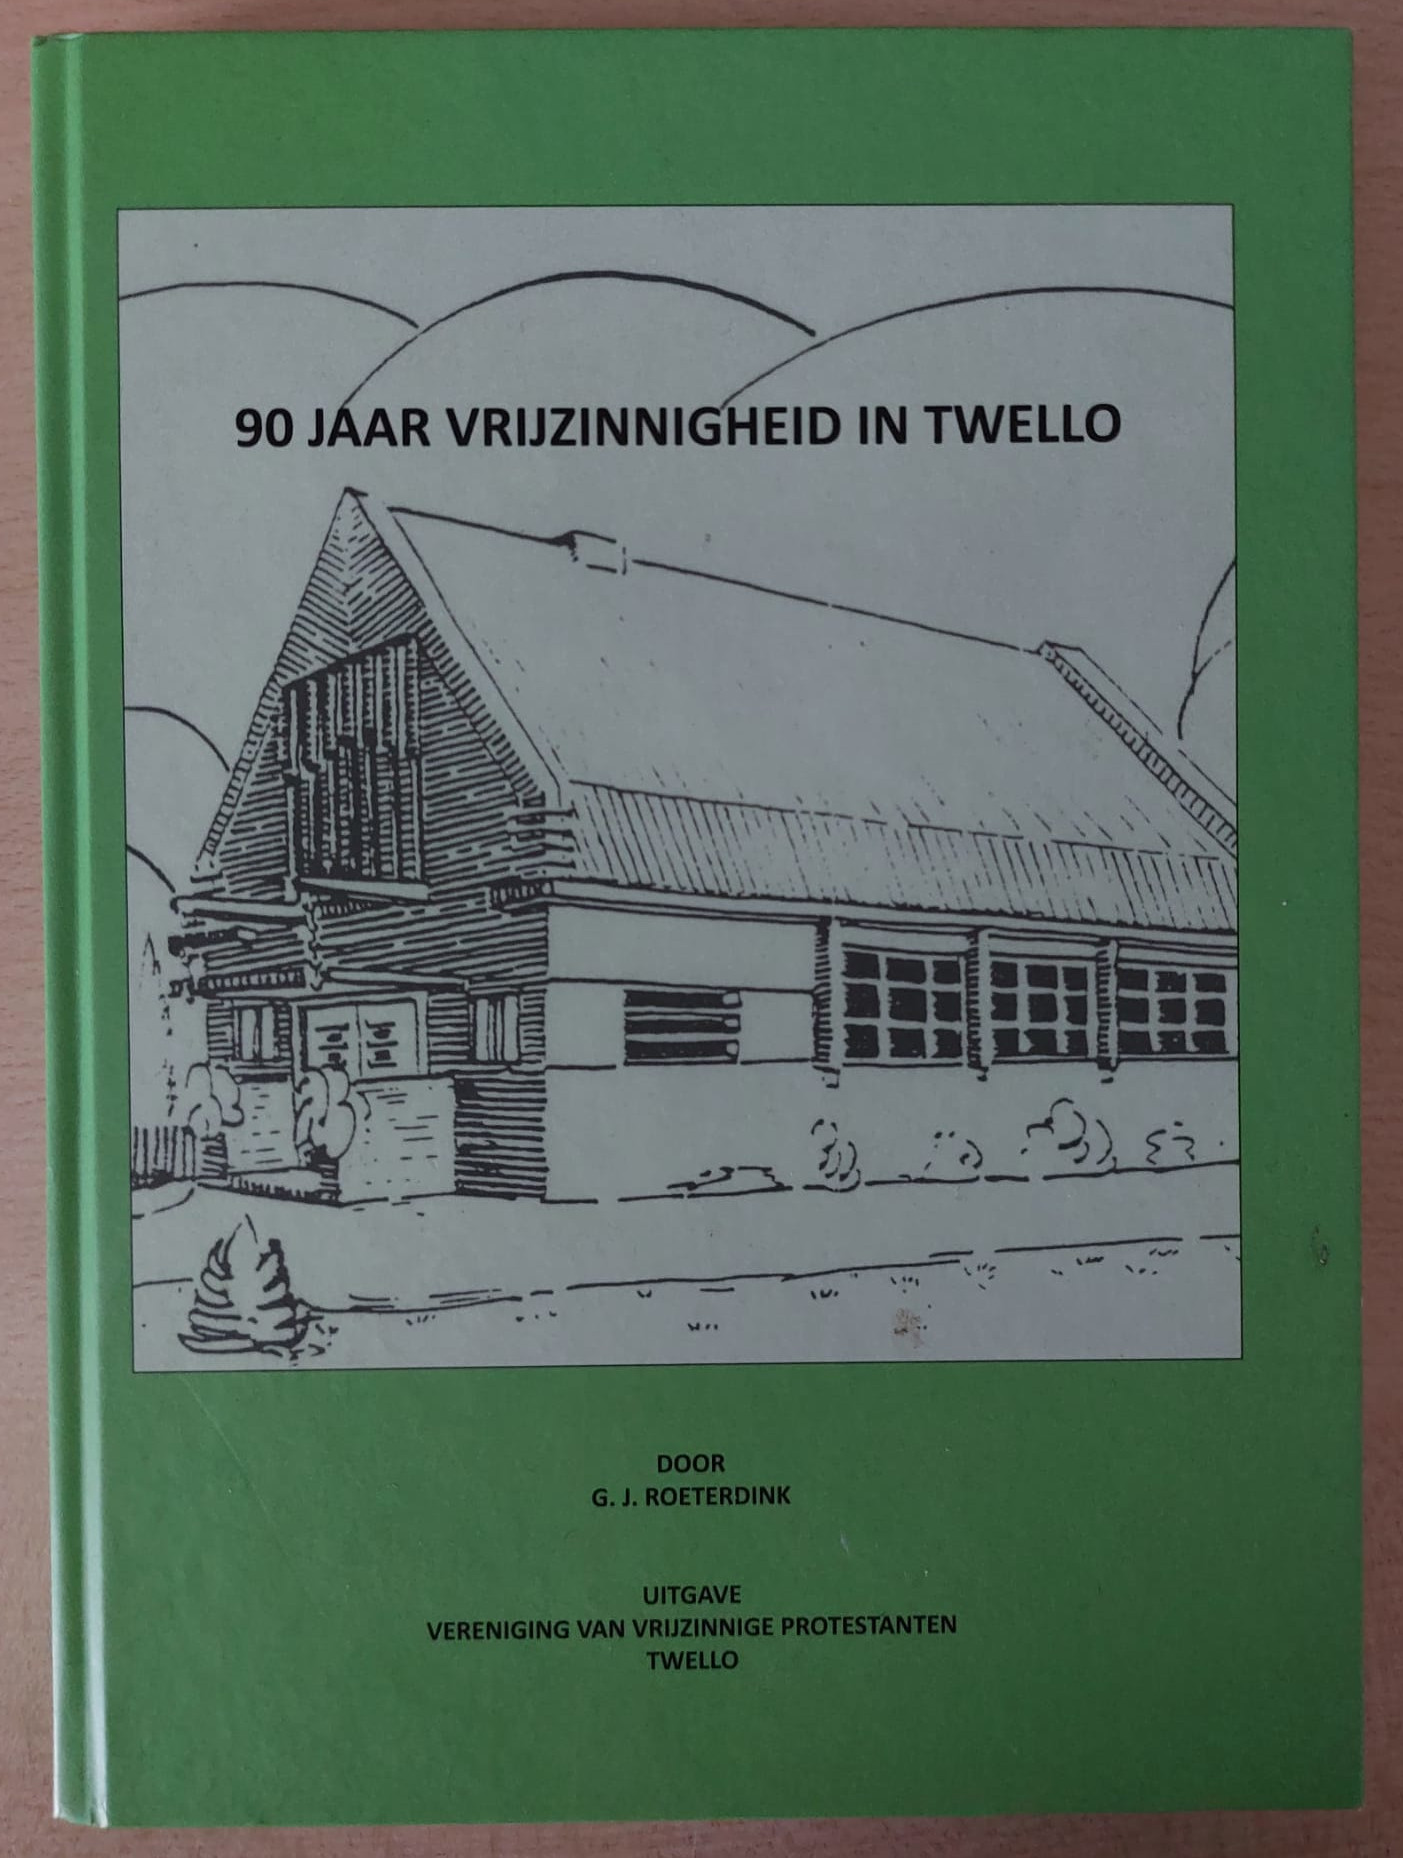 90 JAAR VRIJZINNIGHEID IN TWELLO
DOOR
G. J. ROETERDINK
UITGAVE
VERENIGING VAN VRIJZINNIGE PROTESTANTEN
TWELLO